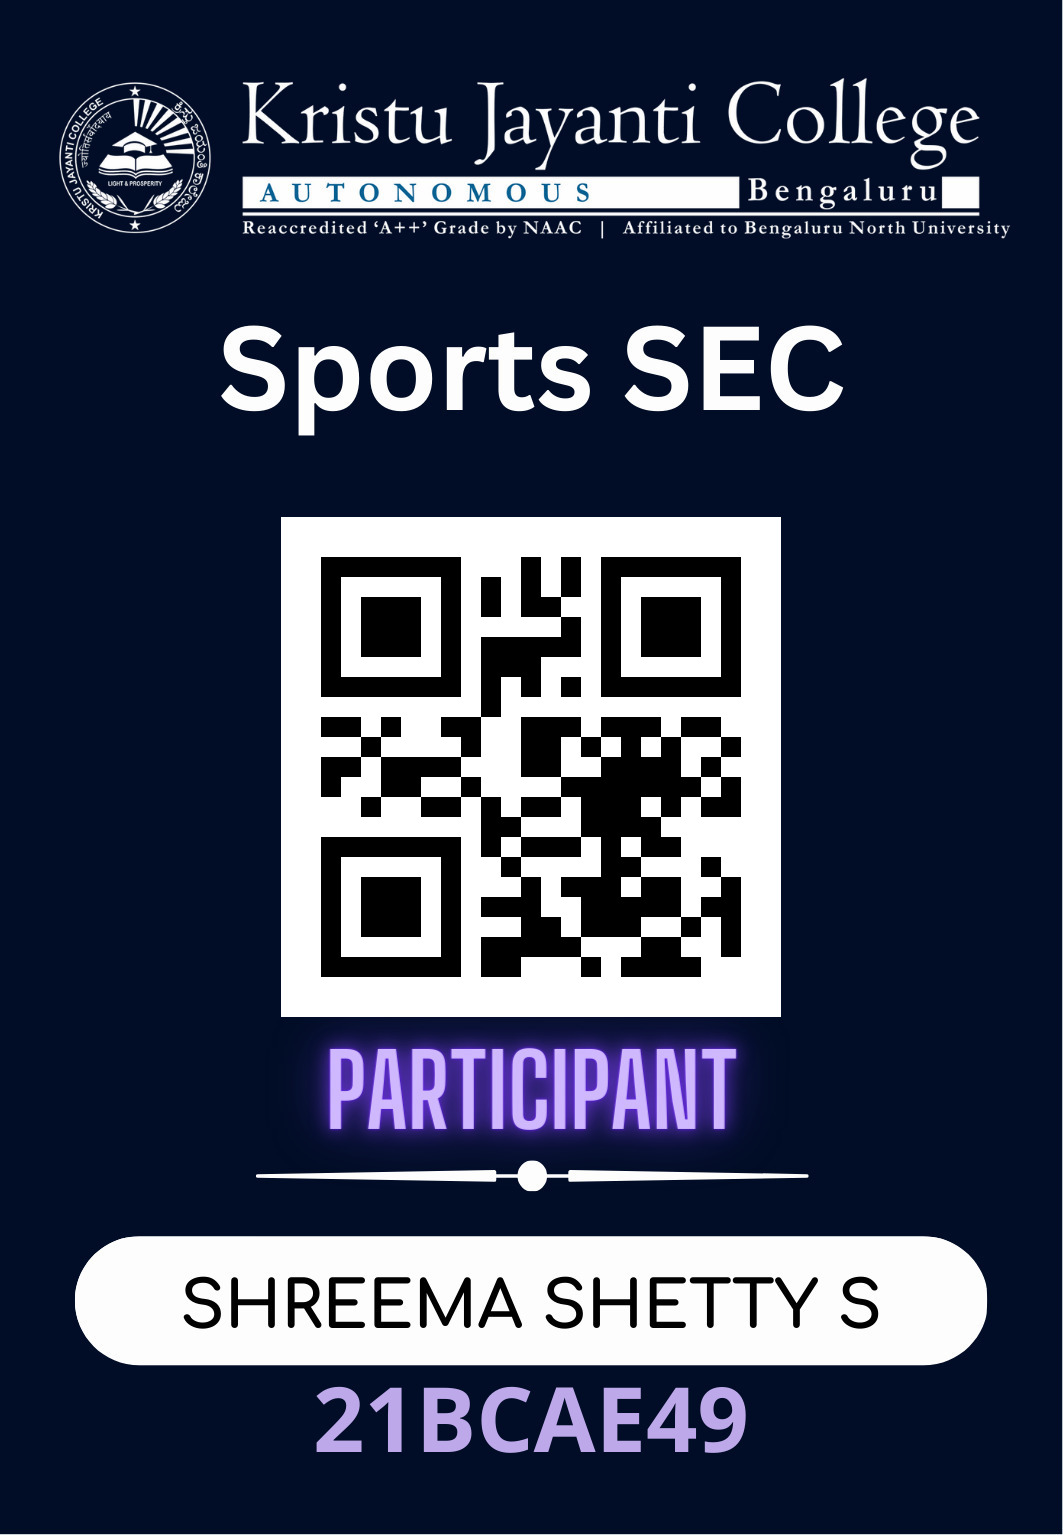 KRISTU JAYANTI COLLEGE
LIGHT & PROSPERITY
Kristu Jayanti College
AUTONOMOUS Bengaluru
Reaccredited ‘A++’ Grade by NAAC | Affiliated to Bengaluru North University
Sports SEC
PARTICIPANT
SHREEMA SHETTY S
21BCAE49